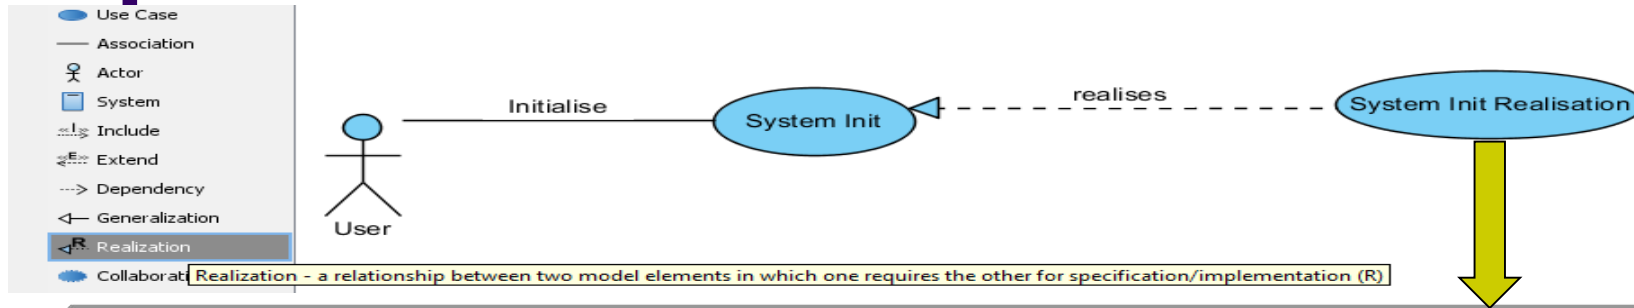 Use Case
Association
Actor
System
Include
Extend
Dependency
Generalization
R Realization
Collaborati
Realization - a relationship between two model elements in which one requires the other for specification/implementation (R)
Initialise
User
System Init
realises
System Init Realisation